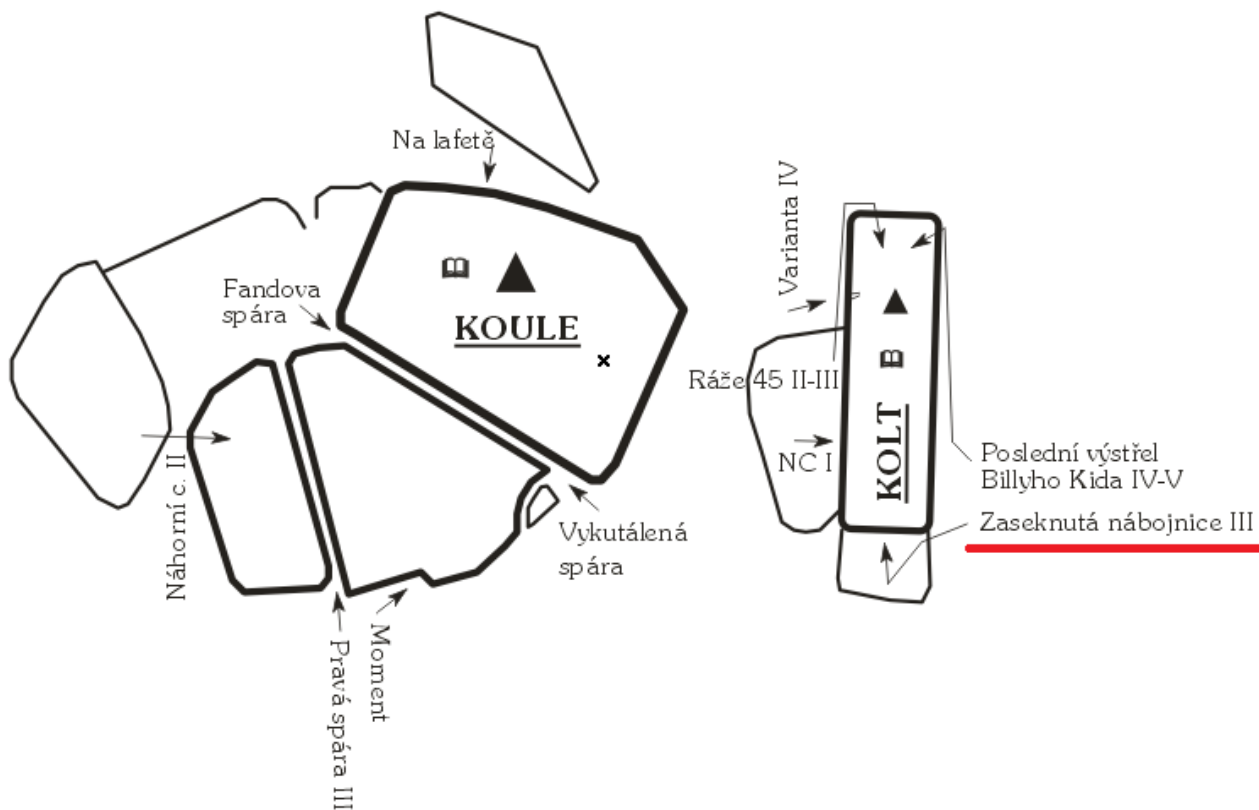 Na lafetě
Fandova
spára
KOULE
Náhorní c. II
Pravá spára III
Moment
Vykutálená
spára
Varianta IV
Ráže 45 II-III
NC I
KOLT
Poslední výstřel
Billyho Kida IV-V
Zaseknutá nábojnice III